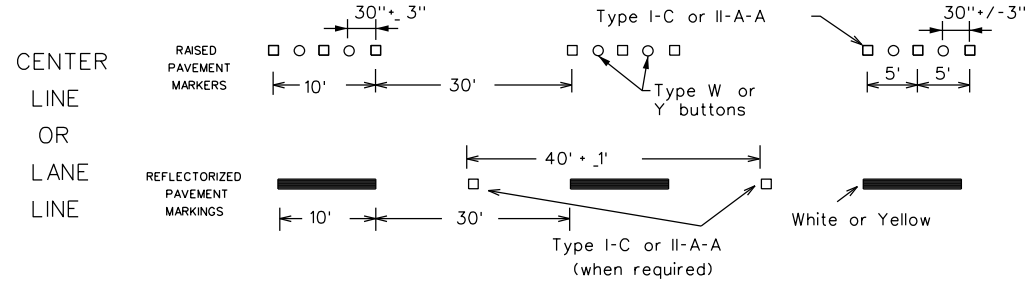 CENTER
LINE
OR
LANE
LINE
RAISED
PAVEMENT
MARKERS
30"+_ 3"
10'
30'
Type I-C or II-A-A
30"+/-3"
5' 5'
Type W or
Y buttons
REFLECTORIZED
PAVEMENT
MARKINGS
40' + _1'
10'
30'
Type I-C or II-A-A
(when required)
White or Yellow